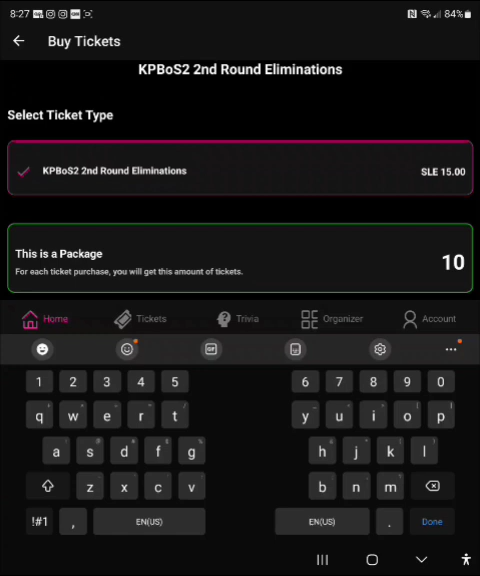 8:27
84%
Buy Tickets
KPBoS2 2nd Round Eliminations
Select Ticket Type
KPBoS2 2nd Round Eliminations SLE 15.00
This is a Package
For each ticket purchase, you will get this amount of tickets.
10
Home Tickets Trivia Organizer Account
GIF
1 2 3 4 5 6 7 8 9 0
q w e r t y u i o p
a s d f g h j k l
z x c v b n m
!#1 , EN(US) EN(US) . Done